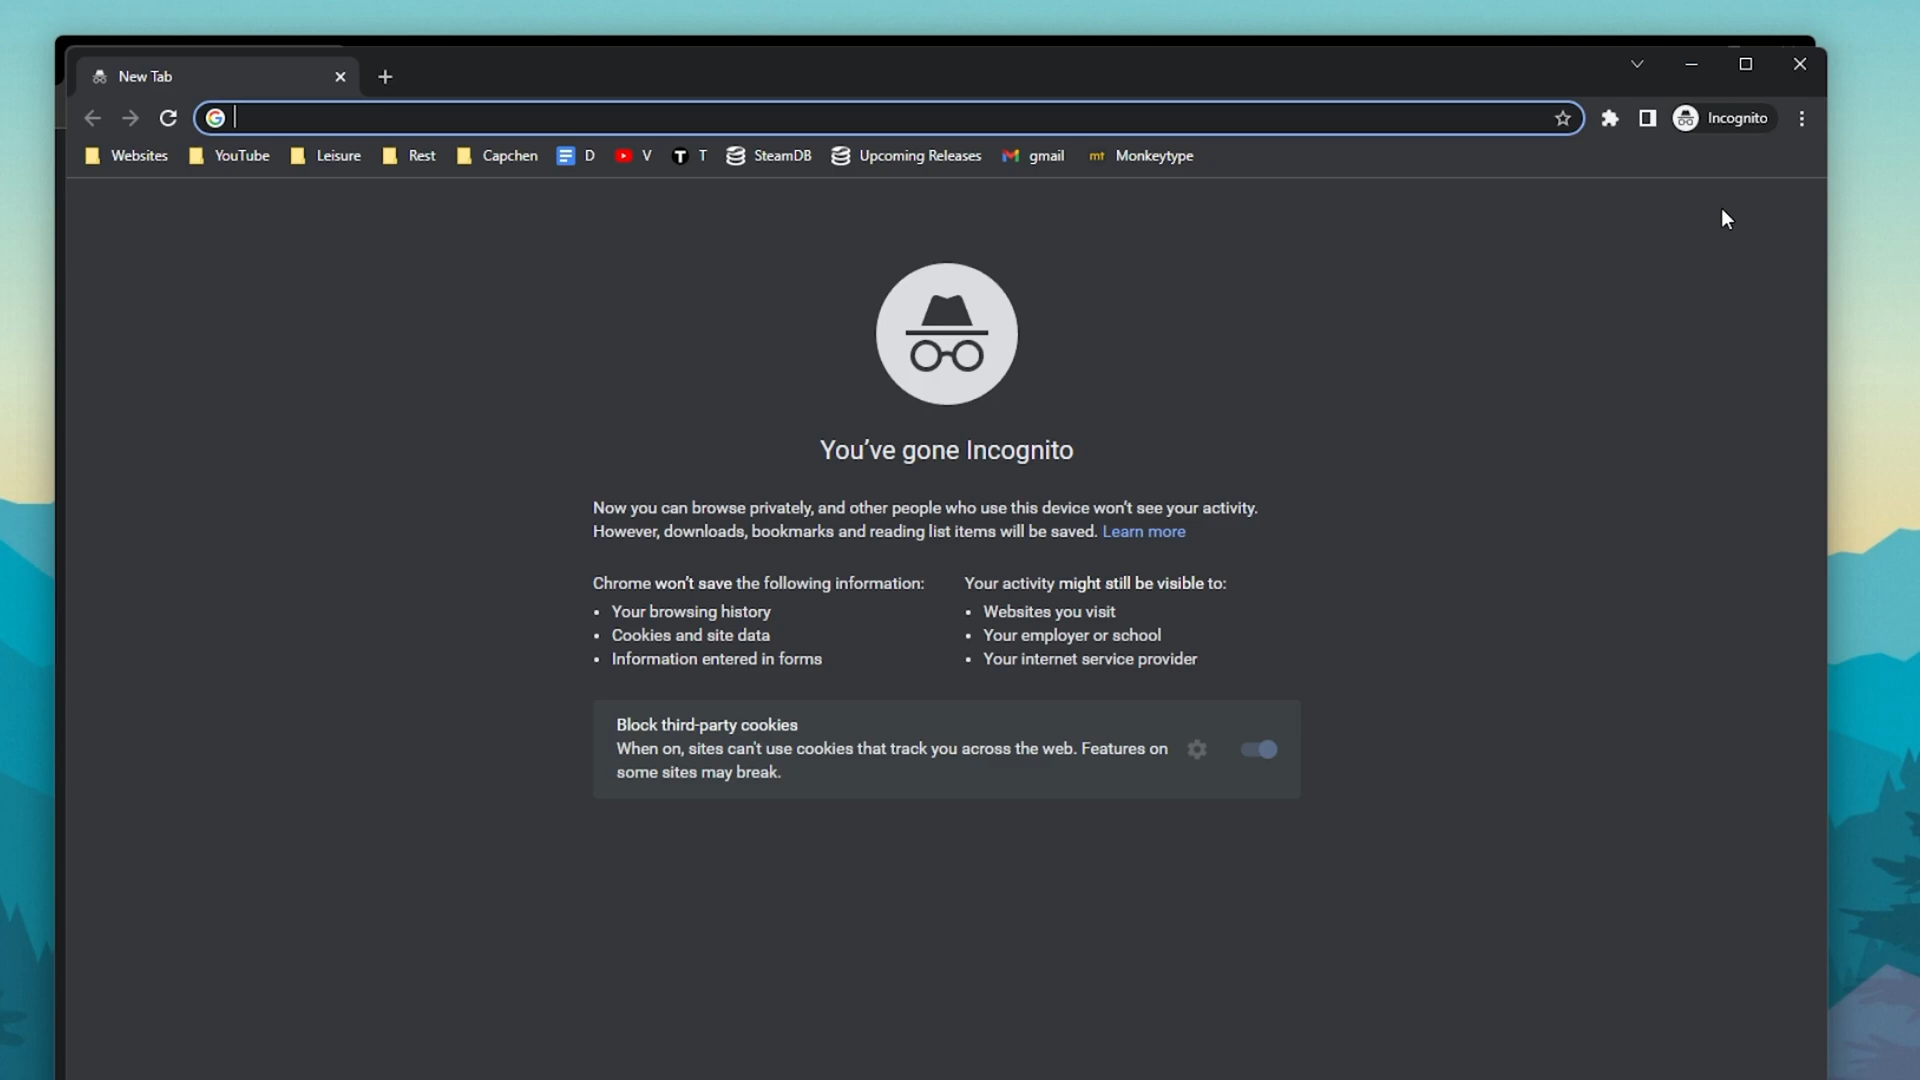 New Tab
Incognito
Websites YouTube Leisure Rest Capchen D V T SteamDB Upcoming Releases gmail mt Monkeytype
You've gone Incognito
Now you can browse privately, and other people who use this device won't see your activity.
However, downloads, bookmarks and reading list items will be saved. Learn more
Chrome won't save the following information:
• Your browsing history
• Cookies and site data
• Information entered in forms
Your activity might still be visible to:
• Websites you visit
• Your employer or school
• Your internet service provider
Block third-party cookies
When on, sites can't use cookies that track you across the web. Features on
some sites may break.